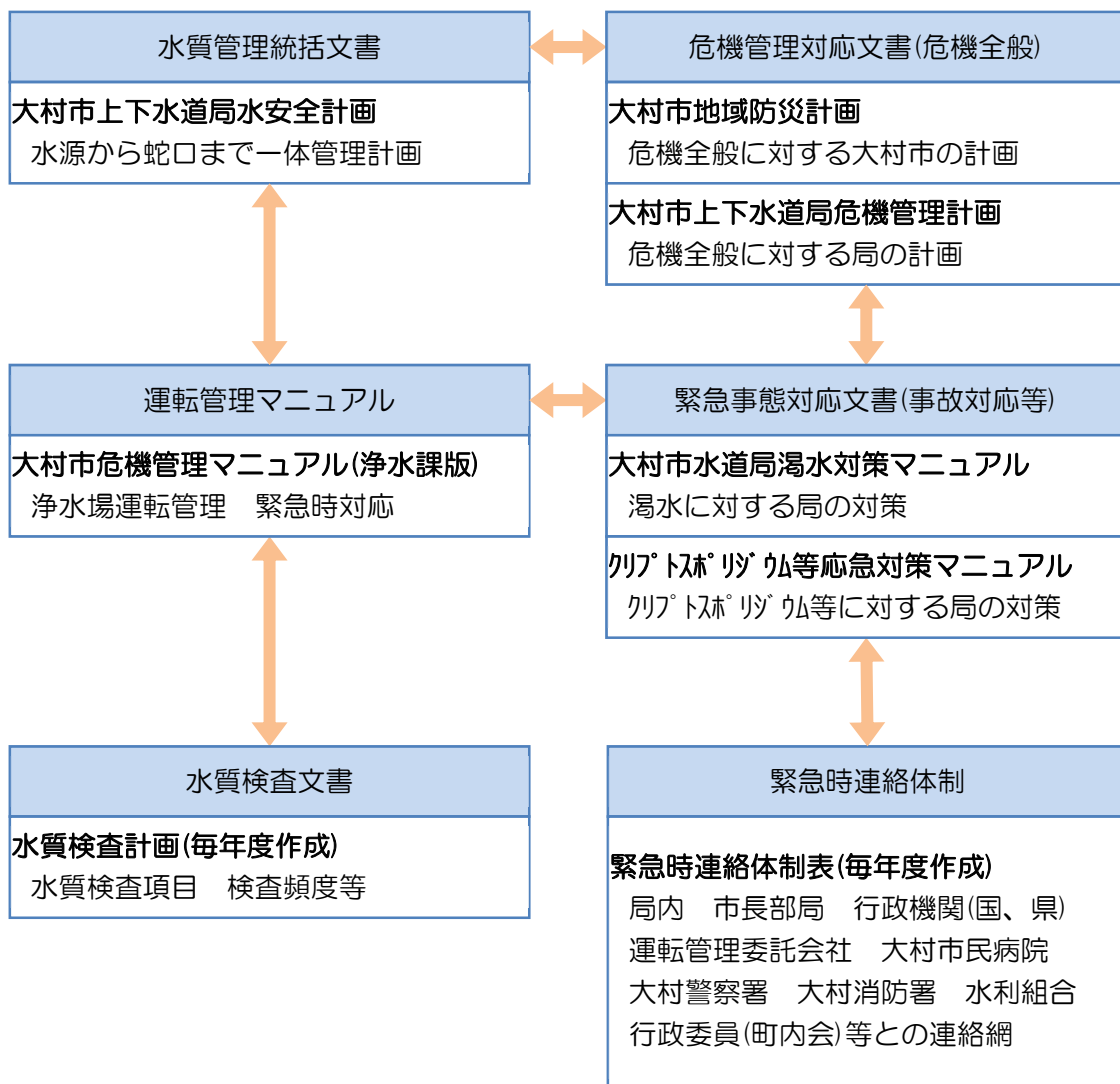 水質管理統括文書
大村市上下水道局水安全計画
水源から蛇口まで一体管理計画
危機管理対応文書(危機全般)
大村市地域防災計画
危機全般に対する大村市の計画
大村市上下水道局危機管理計画
危機全般に対する局の計画
運転管理マニュアル
大村市危機管理マニュアル(浄水課版)
浄水場運転管理　緊急時対応
緊急事態対応文書(事故対応等)
大村市水道局渇水対策マニュアル
渇水に対する局の対策
ｸﾘﾌﾟﾄｽﾎﾟﾘｼﾞｳﾑ等応急対策マニュアル
ｸﾘﾌﾟﾄｽﾎﾟﾘｼﾞｳﾑ等に対する局の対策
水質検査文書
水質検査計画(毎年度作成)
水質検査項目　検査頻度等
緊急時連絡体制
緊急時連絡体制表(毎年度作成)
局内　市長部局　行政機関(国、県)
運転管理委託会社　大村市民病院
大村警察署　大村消防署　水利組合
行政委員(町内会)等との連絡網